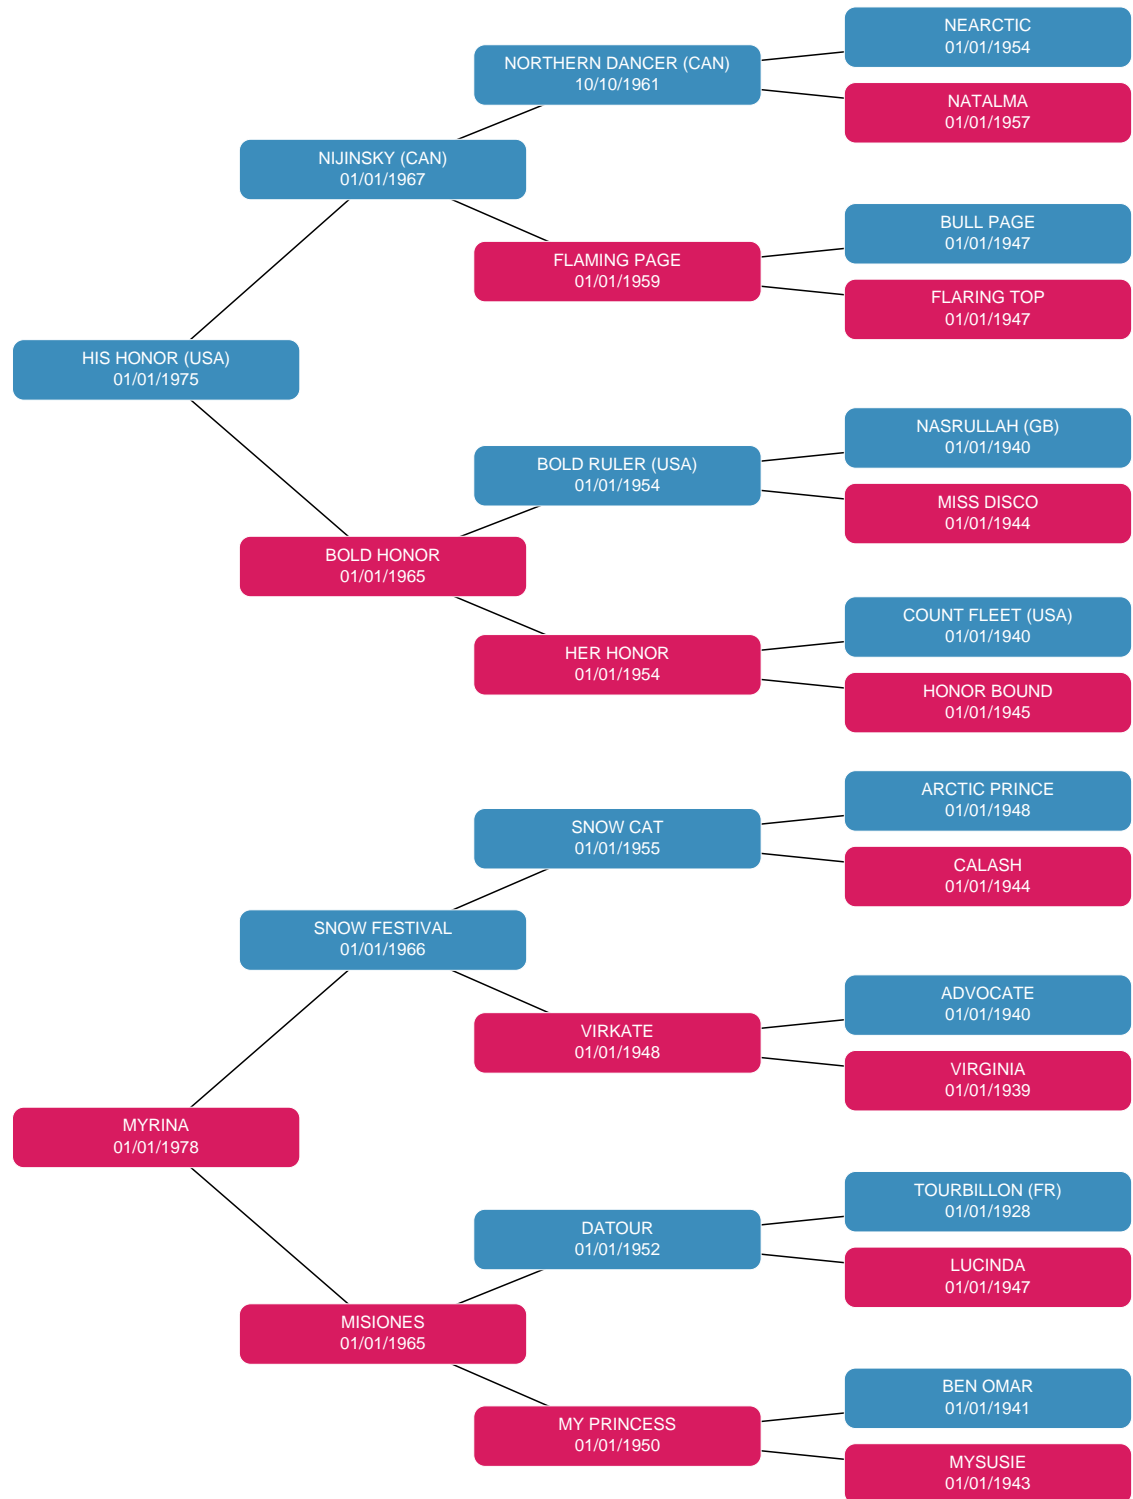 NEARCTIC
01/01/1954
NORTHERN DANCER (CAN)
10/10/1961
NATALMA
01/01/1957
NIJINSKY (CAN)
01/01/1967
BULL PAGE
01/01/1947
FLAMING PAGE
01/01/1959
FLARING TOP
01/01/1947
HIS HONOR (USA)
01/01/1975
NASRULLAH (GB)
01/01/1940
BOLD RULER (USA)
01/01/1954
MISS DISCO
01/01/1944
BOLD HONOR
01/01/1965
COUNT FLEET (USA)
01/01/1940
HER HONOR
01/01/1954
HONOR BOUND
01/01/1945
ARCTIC PRINCE
01/01/1948
SNOW CAT
01/01/1955
CALASH
01/01/1944
SNOW FESTIVAL
01/01/1966
ADVOCATE
01/01/1940
VIRKATE
01/01/1948
VIRGINIA
01/01/1939
MYRINA
01/01/1978
TOURBILLON (FR)
01/01/1928
DATOUR
01/01/1952
LUCINDA
01/01/1947
MISIONES
01/01/1965
BEN OMAR
01/01/1941
MY PRINCESS
01/01/1950
MYSUSIE
01/01/1943